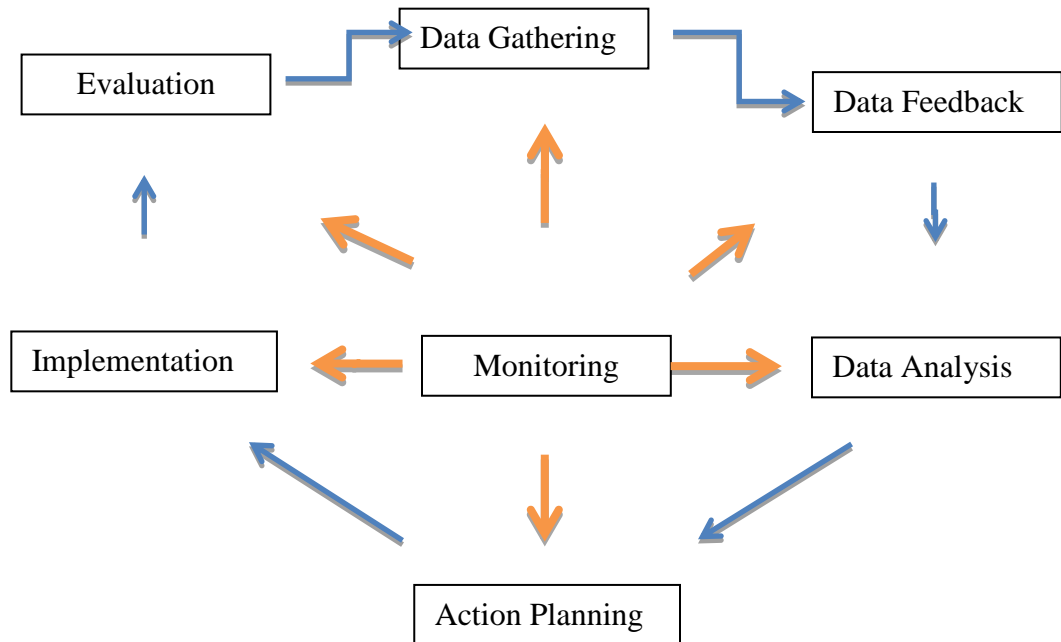 Data Gathering
Evaluation
Data Feedback
Implementation
Monitoring
Data Analysis
Action Planning